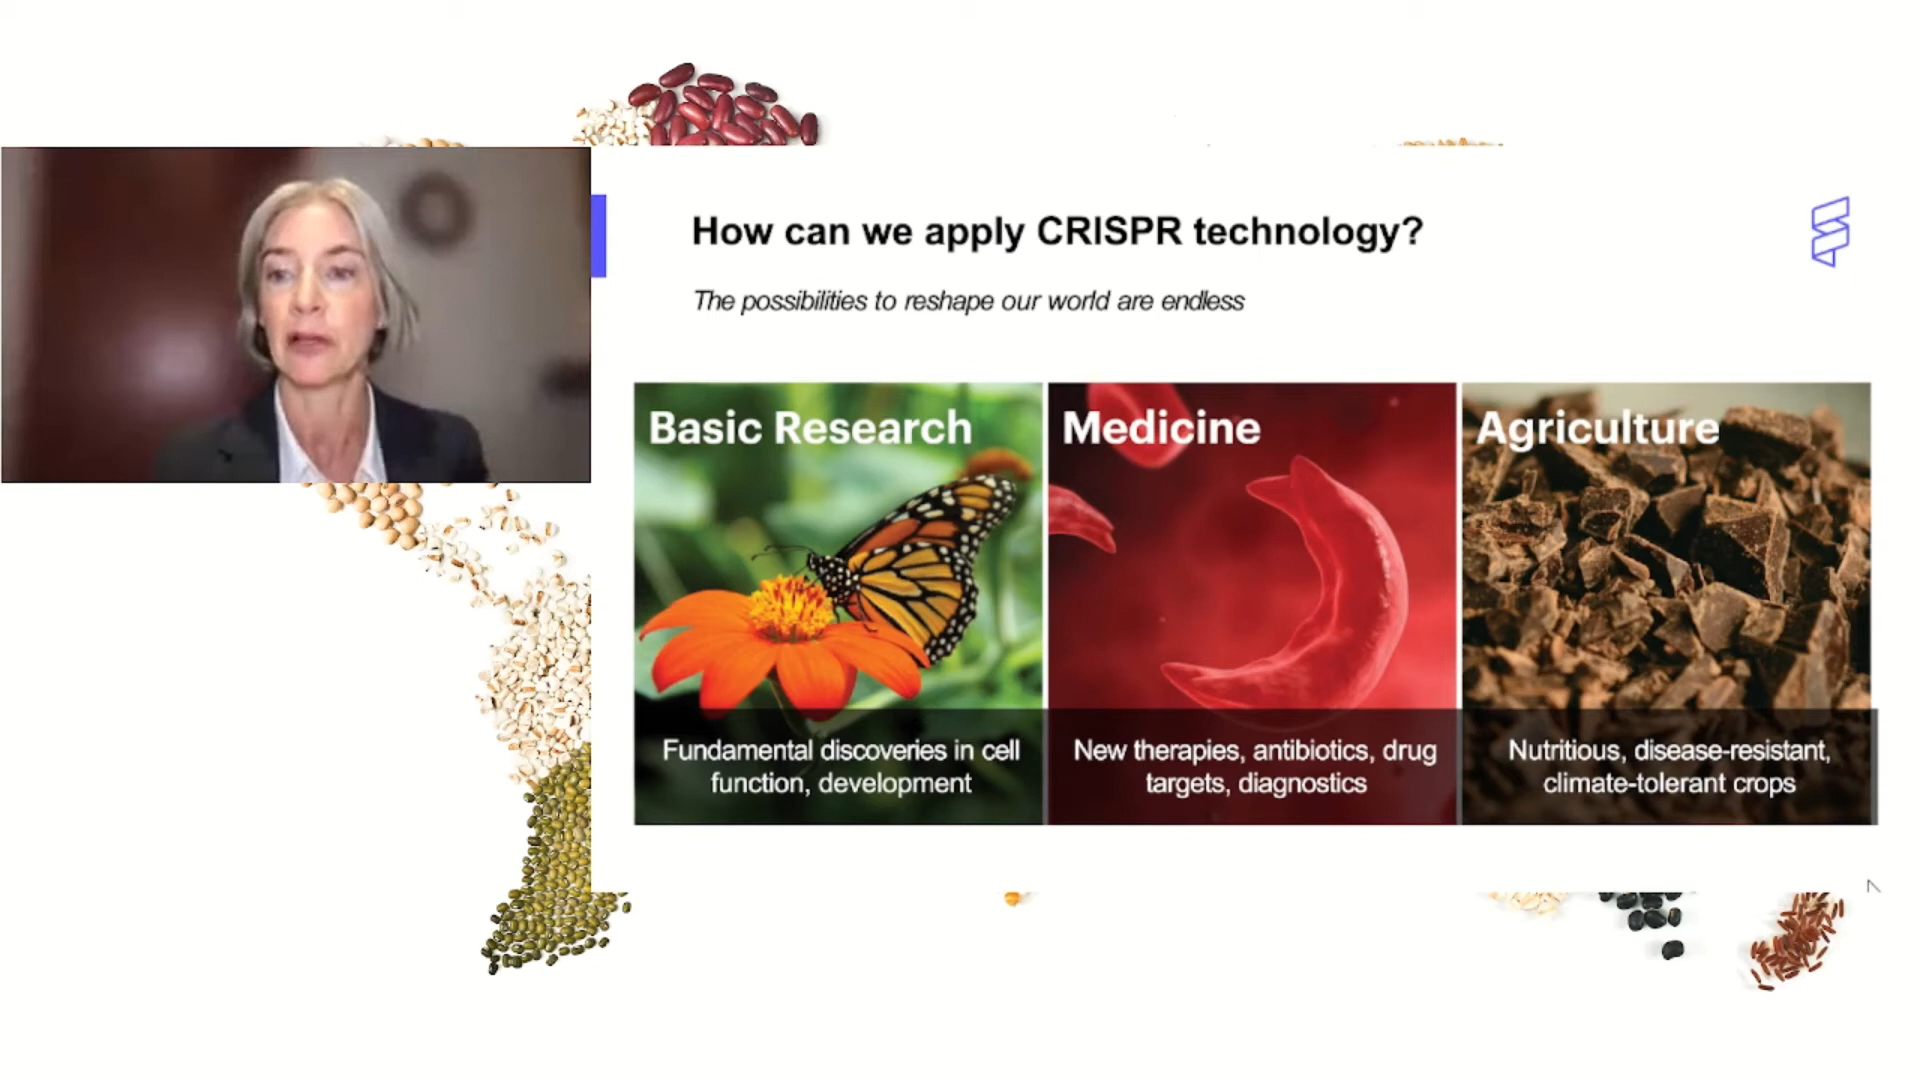 How can we apply CRISPR technology?
The possibilities to reshape our world are endless
Basic Research
Fundamental discoveries in cell
function, development
Medicine
New therapies, antibiotics, drug
targets, diagnostics
Agriculture
Nutritious, disease-resistant,
climate-tolerant crops